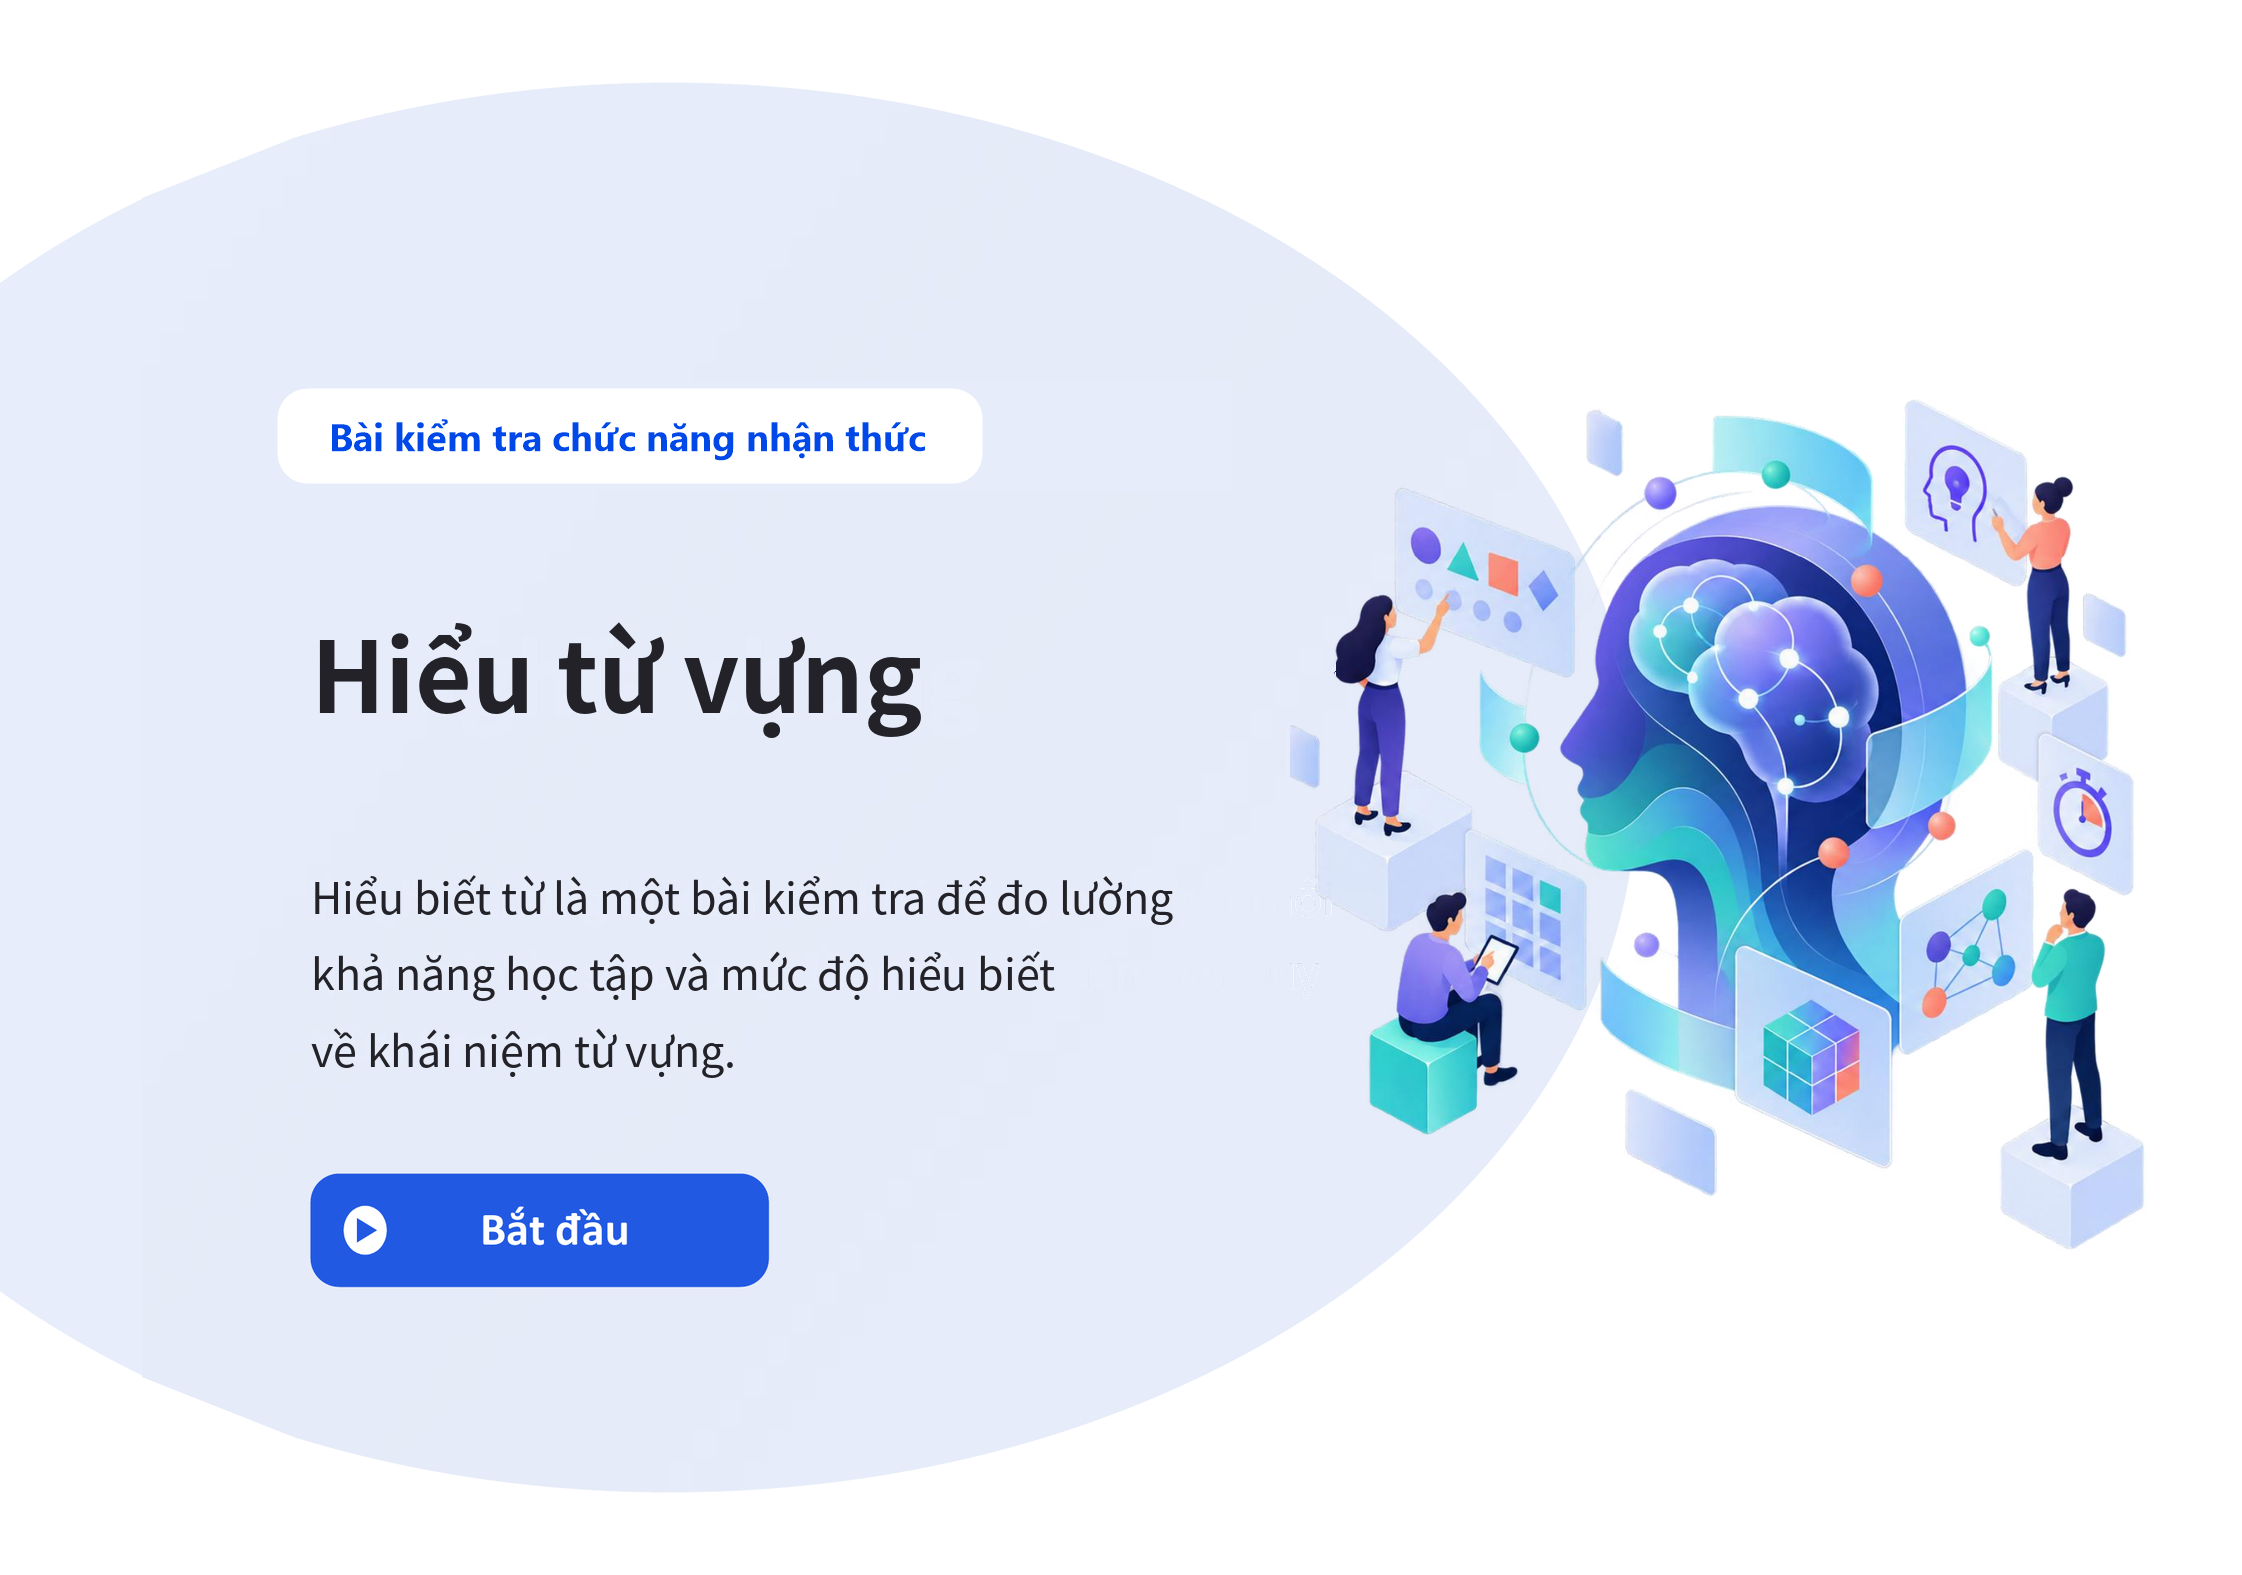 Bài kiểm tra chức năng nhận thức
Hiểu từ vựng
Hiểu biết từ là một bài kiểm tra để đo lường
khả năng học tập và mức độ hiểu biết
về khái niệm từ vựng.
Bắt đầu